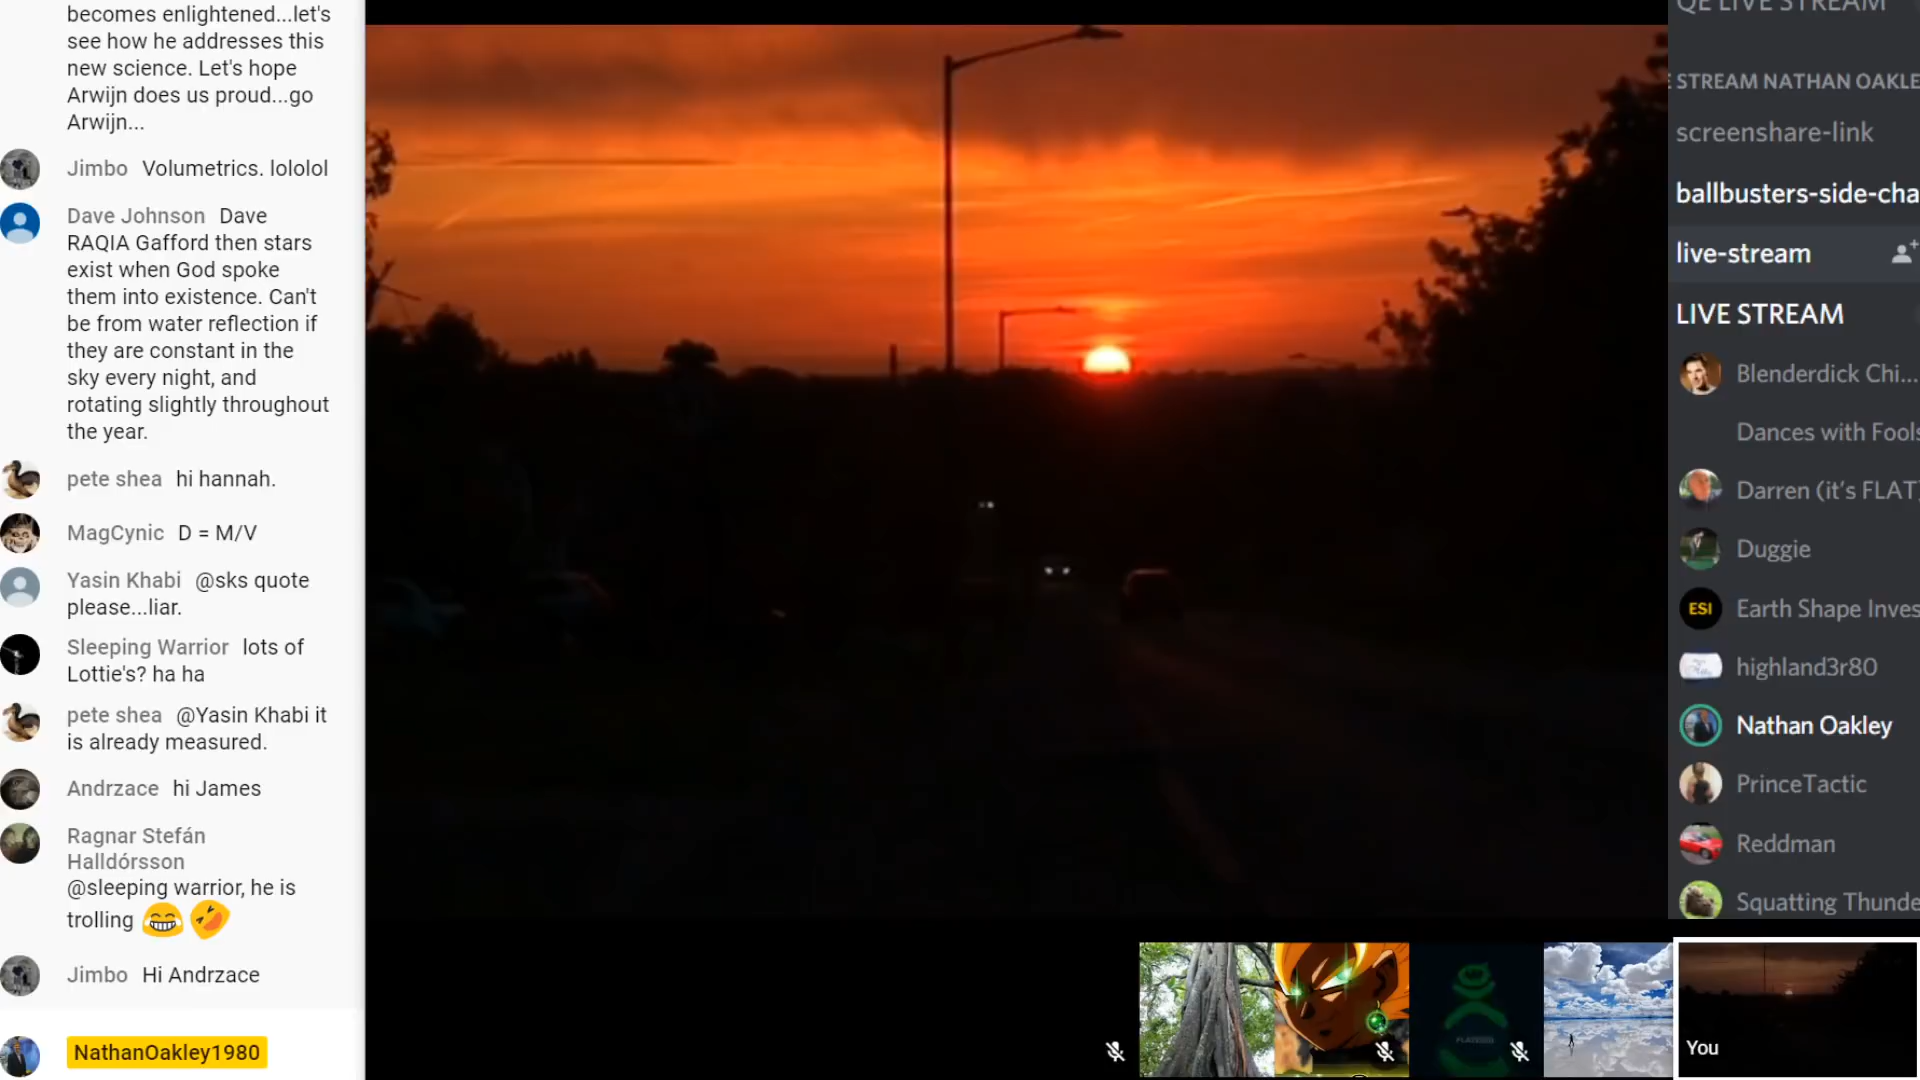 becomes enlightened...let's
see how he addresses this
new science. Let's hope
Arwijn does us proud...go
Arwijn...
Jimbo Volumetrics. lololol
Dave Johnson Dave
RAQIA Gafford then stars
exist when God spoke
them into existence. Can't
be from water reflection if
they are constant in the
sky every night, and
rotating slightly throughout
the year.
pete shea hi hannah.
MagCynic D = M/V
Yasin Khabi @sks quote
please...liar.
Sleeping Warrior lots of
Lottie's? ha ha
pete shea @Yasin Khabi it
is already measured.
Andrzace hi James
Ragnar Stefán
Halldórsson
@sleeping warrior, he is
trolling 😂🤣
Jimbo Hi Andrzace
NathanOakley1980
QE LIVE STREAM
STREAM NATHAN OAKLE
screenshare-link
ballbusters-side-cha
live-stream
LIVE STREAM
Blenderdick Chi...
Dances with Fools
Darren (it's FLAT)
Duggie
ESI Earth Shape Inves
highland3r80
Nathan Oakley
PrinceTactic
Reddman
Squatting Thunde
You